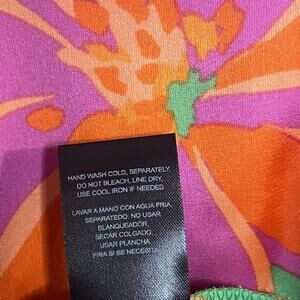 HAND WASH COLD, SEPARATELY.
DO NOT BLEACH, LINE DRY,
USE COOL IRON IF NEEDED
LAVAR A MANO CON AGUA FRIA,
SEPARATEDO. NO USAR
BLANQUEADOR,
SECAR COLGADO,
USAR PLANCHA
FRIA SI SE NECESITA